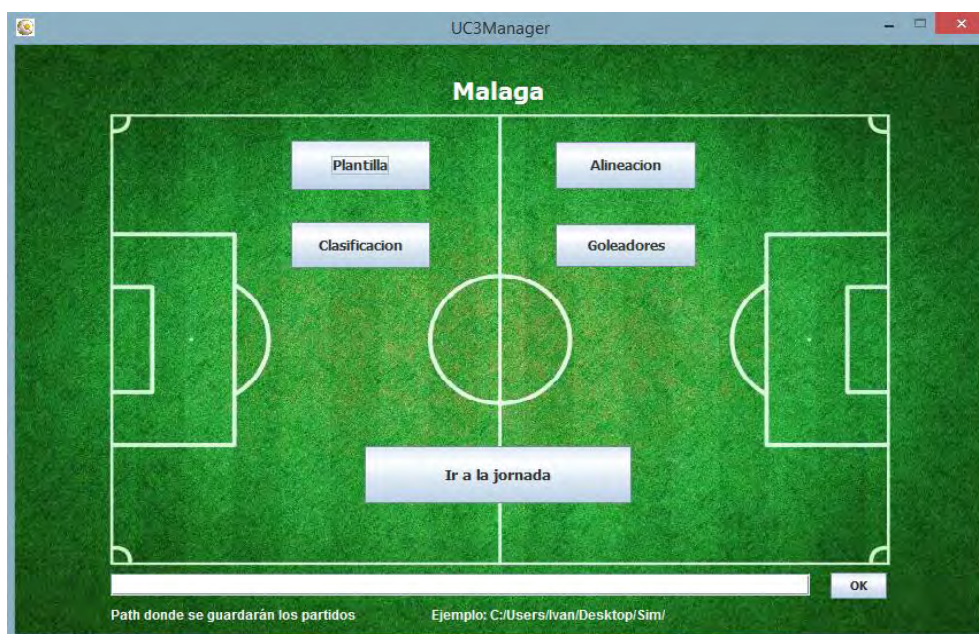 UC3Manager
Malaga
Plantilla
Alineacion
Clasificacion
Goleadores
Ir a la jornada
OK
Path donde se guardarán los partidos
Ejemplo: C:/Users/Ivan/Desktop/Sim/